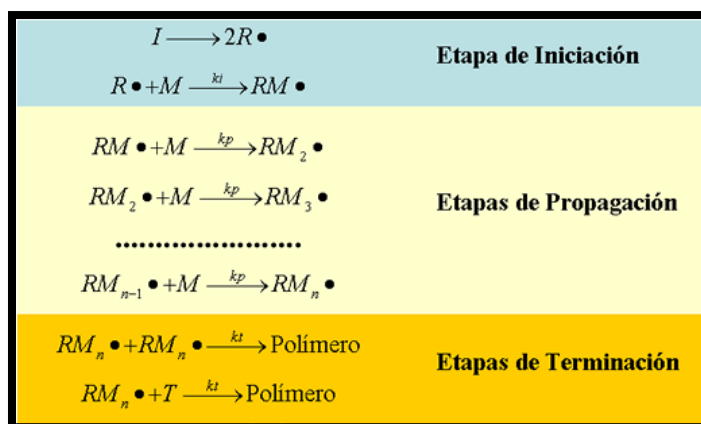 I ⟶ 2R•
Etapa de Iniciación
R• +M —ki→ RM•
RM• +M —kp→ RM₂•
RM₂• +M —kp→ RM₃•
Etapas de Propagación
........................
RMₙ₋₁• +M —kp→ RMₙ•
RMₙ• +RMₙ• —kt→ Polímero
Etapas de Terminación
RMₙ• +T —kt→ Polímero